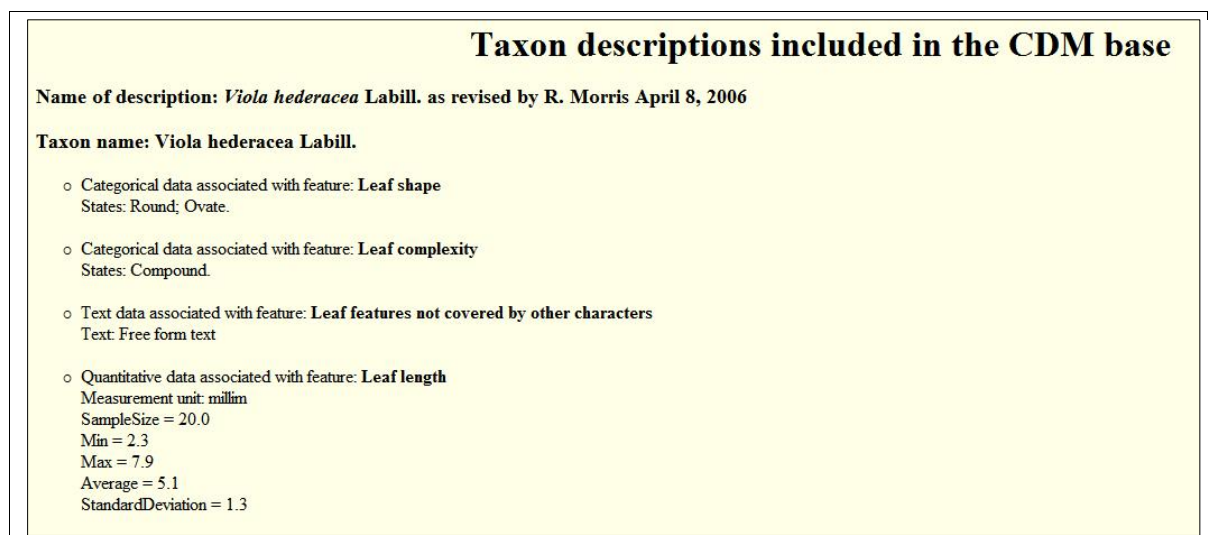 Taxon descriptions included in the CDM base
Name of description: Viola hederacea Labill. as revised by R. Morris April 8, 2006
Taxon name: Viola hederacea Labill.
Categorical data associated with feature: Leaf shape
States: Round; Ovate.
Categorical data associated with feature: Leaf complexity
States: Compound.
Text data associated with feature: Leaf features not covered by other characters
Text: Free form text
Quantitative data associated with feature: Leaf length
Measurement unit: millim
SampleSize = 20.0
Min = 2.3
Max = 7.9
Average = 5.1
StandardDeviation = 1.3